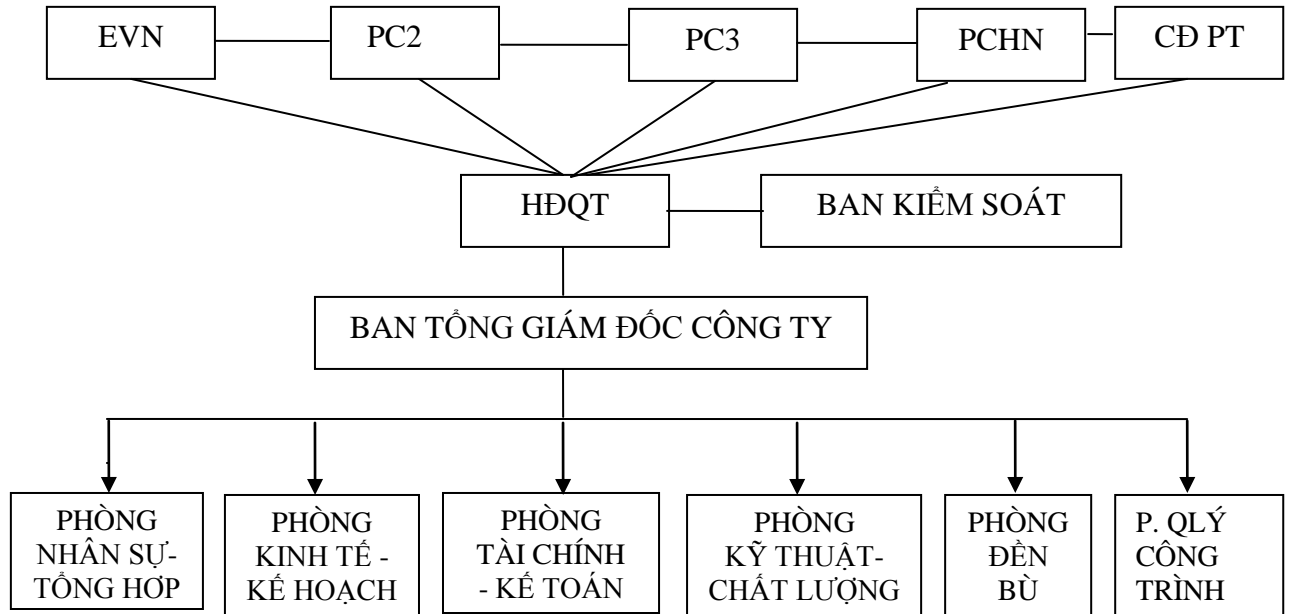 EVN
PC2
PC3
PCHN
CĐ PT
HĐQT
BAN KIỂM SOÁT
BAN TỔNG GIÁM ĐỐC CÔNG TY
PHÒNG
NHÂN SỰ-
TỔNG HƠP
PHÒNG
KINH TẾ -
KẾ HOẠCH
PHÒNG
TÀI CHÍNH
- KẾ TOÁN
PHÒNG
KỸ THUẬT-
CHẤT LƯỢNG
PHÒNG
ĐỀN
BÙ
P. QLÝ
CÔNG
TRÌNH